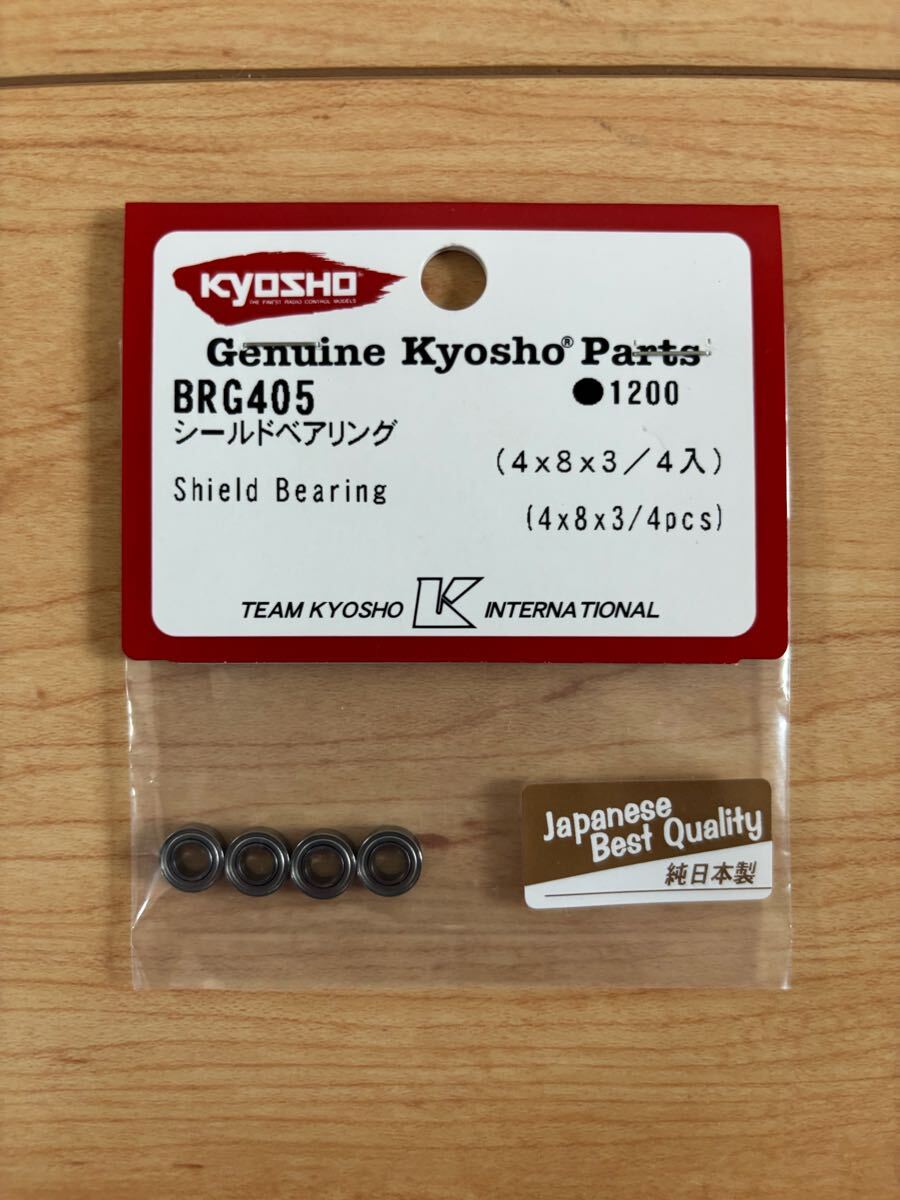 KYOSHO®
THE FINEST RADIO CONTROL MODELS
Genuine Kyosho® Parts
BRG405 ●1200
シールドベアリング
(4x8x3/4入)
Shield Bearing
(4x8x3/4pcs)
TEAM KYOSHO K INTERNATIONAL
Japanese
Best Quality
純日本製